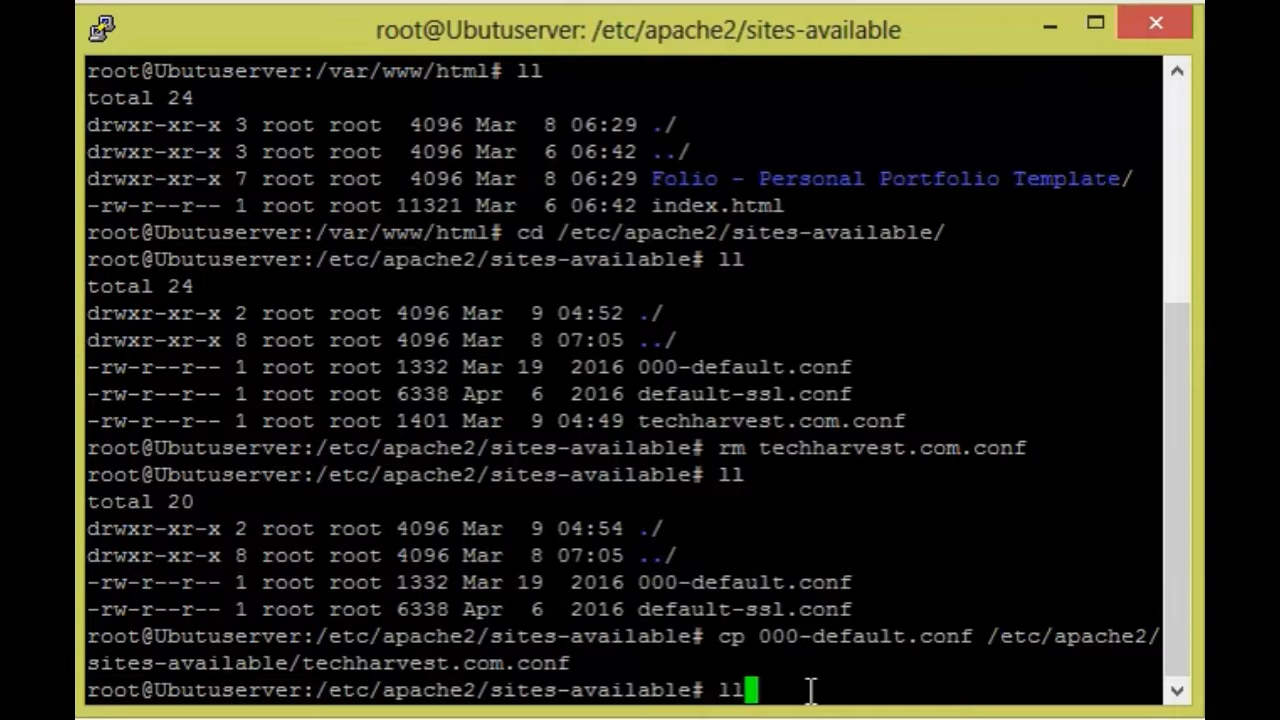 root@Ubutuserver: /etc/apache2/sites-available
root@Ubutuserver:/var/www/html# ll
total 24
drwxr-xr-x 3 root root  4096 Mar  8 06:29 ./
drwxr-xr-x 3 root root  4096 Mar  6 06:42 ../
drwxr-xr-x 7 root root  4096 Mar  8 06:29 Folio - Personal Portfolio Template/
-rw-r--r-- 1 root root 11321 Mar  6 06:42 index.html
root@Ubutuserver:/var/www/html# cd /etc/apache2/sites-available/
root@Ubutuserver:/etc/apache2/sites-available# ll
total 24
drwxr-xr-x 2 root root 4096 Mar  9 04:52 ./
drwxr-xr-x 8 root root 4096 Mar  8 07:05 ../
-rw-r--r-- 1 root root 1332 Mar 19  2016 000-default.conf
-rw-r--r-- 1 root root 6338 Apr  6  2016 default-ssl.conf
-rw-r--r-- 1 root root 1401 Mar  9 04:49 techharvest.com.conf
root@Ubutuserver:/etc/apache2/sites-available# rm techharvest.com.conf
root@Ubutuserver:/etc/apache2/sites-available# ll
total 20
drwxr-xr-x 2 root root 4096 Mar  9 04:54 ./
drwxr-xr-x 8 root root 4096 Mar  8 07:05 ../
-rw-r--r-- 1 root root 1332 Mar 19  2016 000-default.conf
-rw-r--r-- 1 root root 6338 Apr  6  2016 default-ssl.conf
root@Ubutuserver:/etc/apache2/sites-available# cp 000-default.conf /etc/apache2/
sites-available/techharvest.com.conf
root@Ubutuserver:/etc/apache2/sites-available# ll